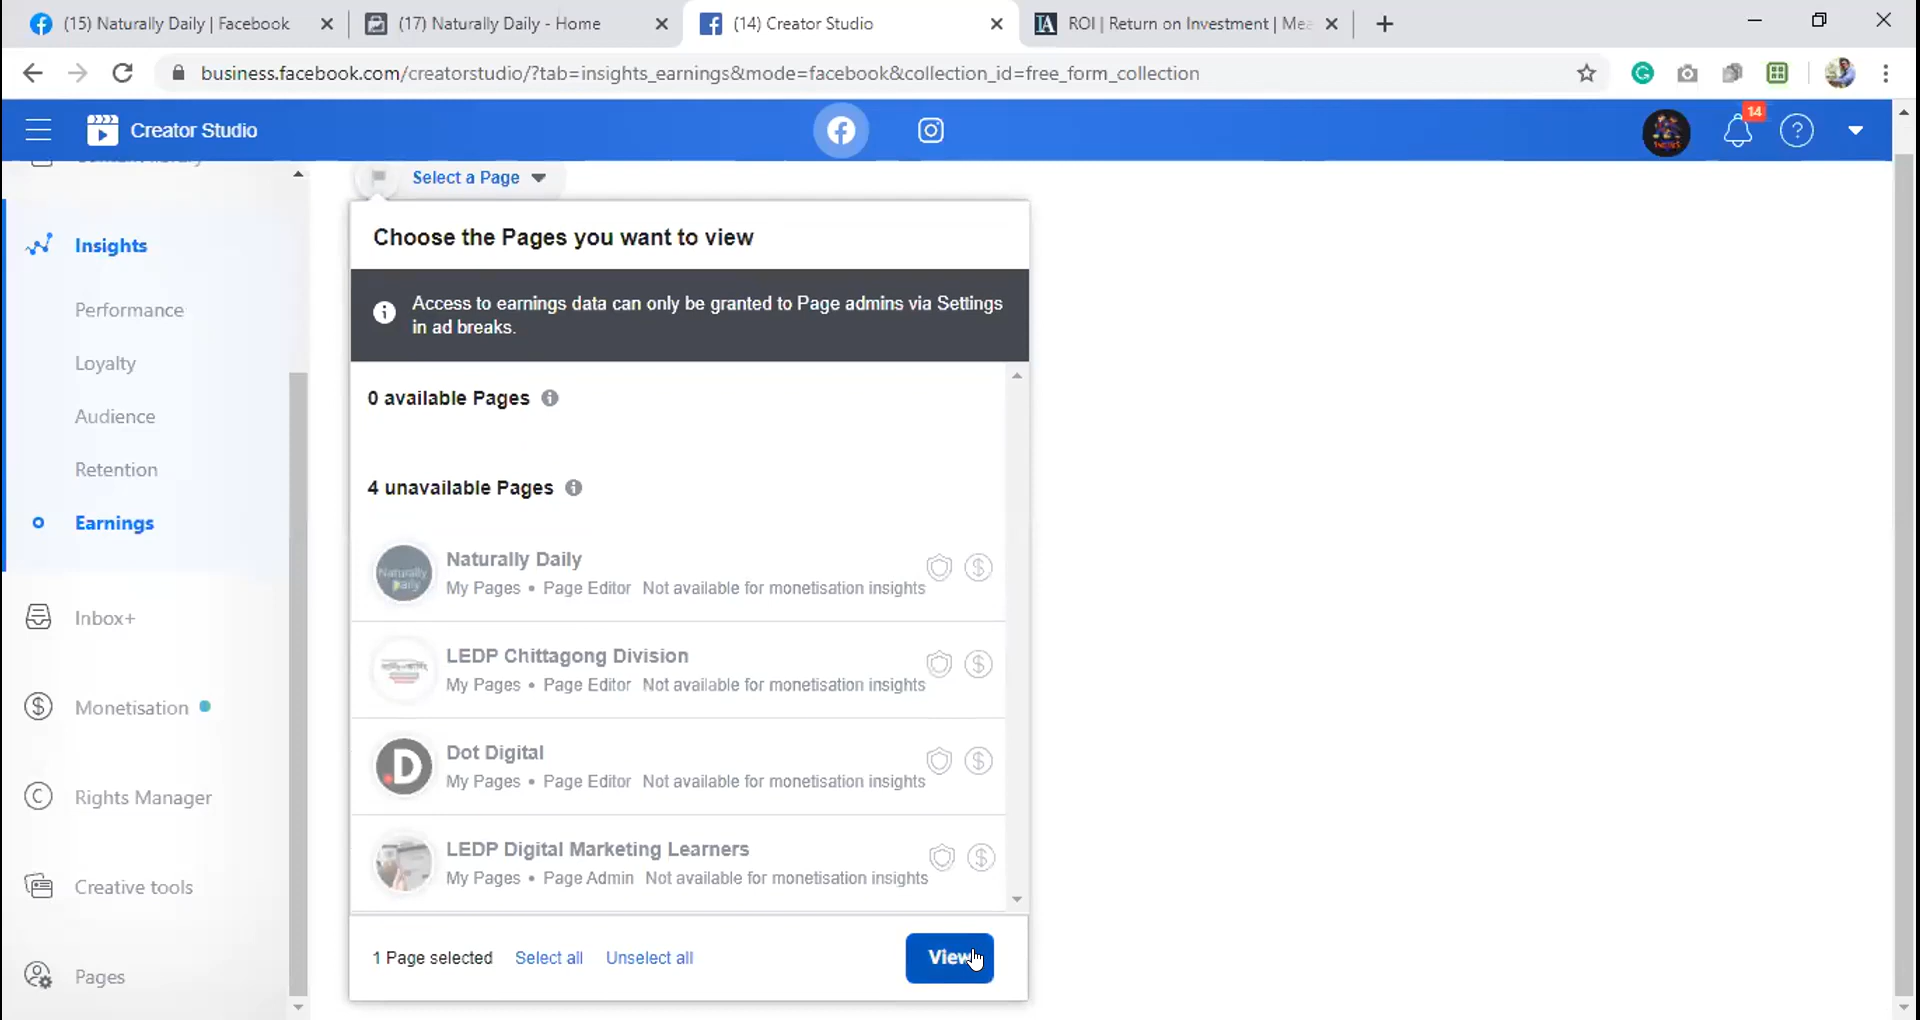 (15) Naturally Daily | Facebook
(17) Naturally Daily - Home
(14) Creator Studio
ROI | Return on Investment | Mea
business.facebook.com/creatorstudio/?tab=insights_earnings&mode=facebook&collection_id=free_form_collection
Creator Studio
14
Select a Page
Choose the Pages you want to view
Access to earnings data can only be granted to Page admins via Settings
in ad breaks.
0 available Pages
4 unavailable Pages
Naturally Daily
My Pages • Page Editor Not available for monetisation insights
LEDP Chittagong Division
My Pages • Page Editor Not available for monetisation insights
Dot Digital
My Pages • Page Editor Not available for monetisation insights
LEDP Digital Marketing Learners
My Pages • Page Admin Not available for monetisation insights
1 Page selected
Select all
Unselect all
View
Insights
Performance
Loyalty
Audience
Retention
Earnings
Inbox+
Monetisation
Rights Manager
Creative tools
Pages